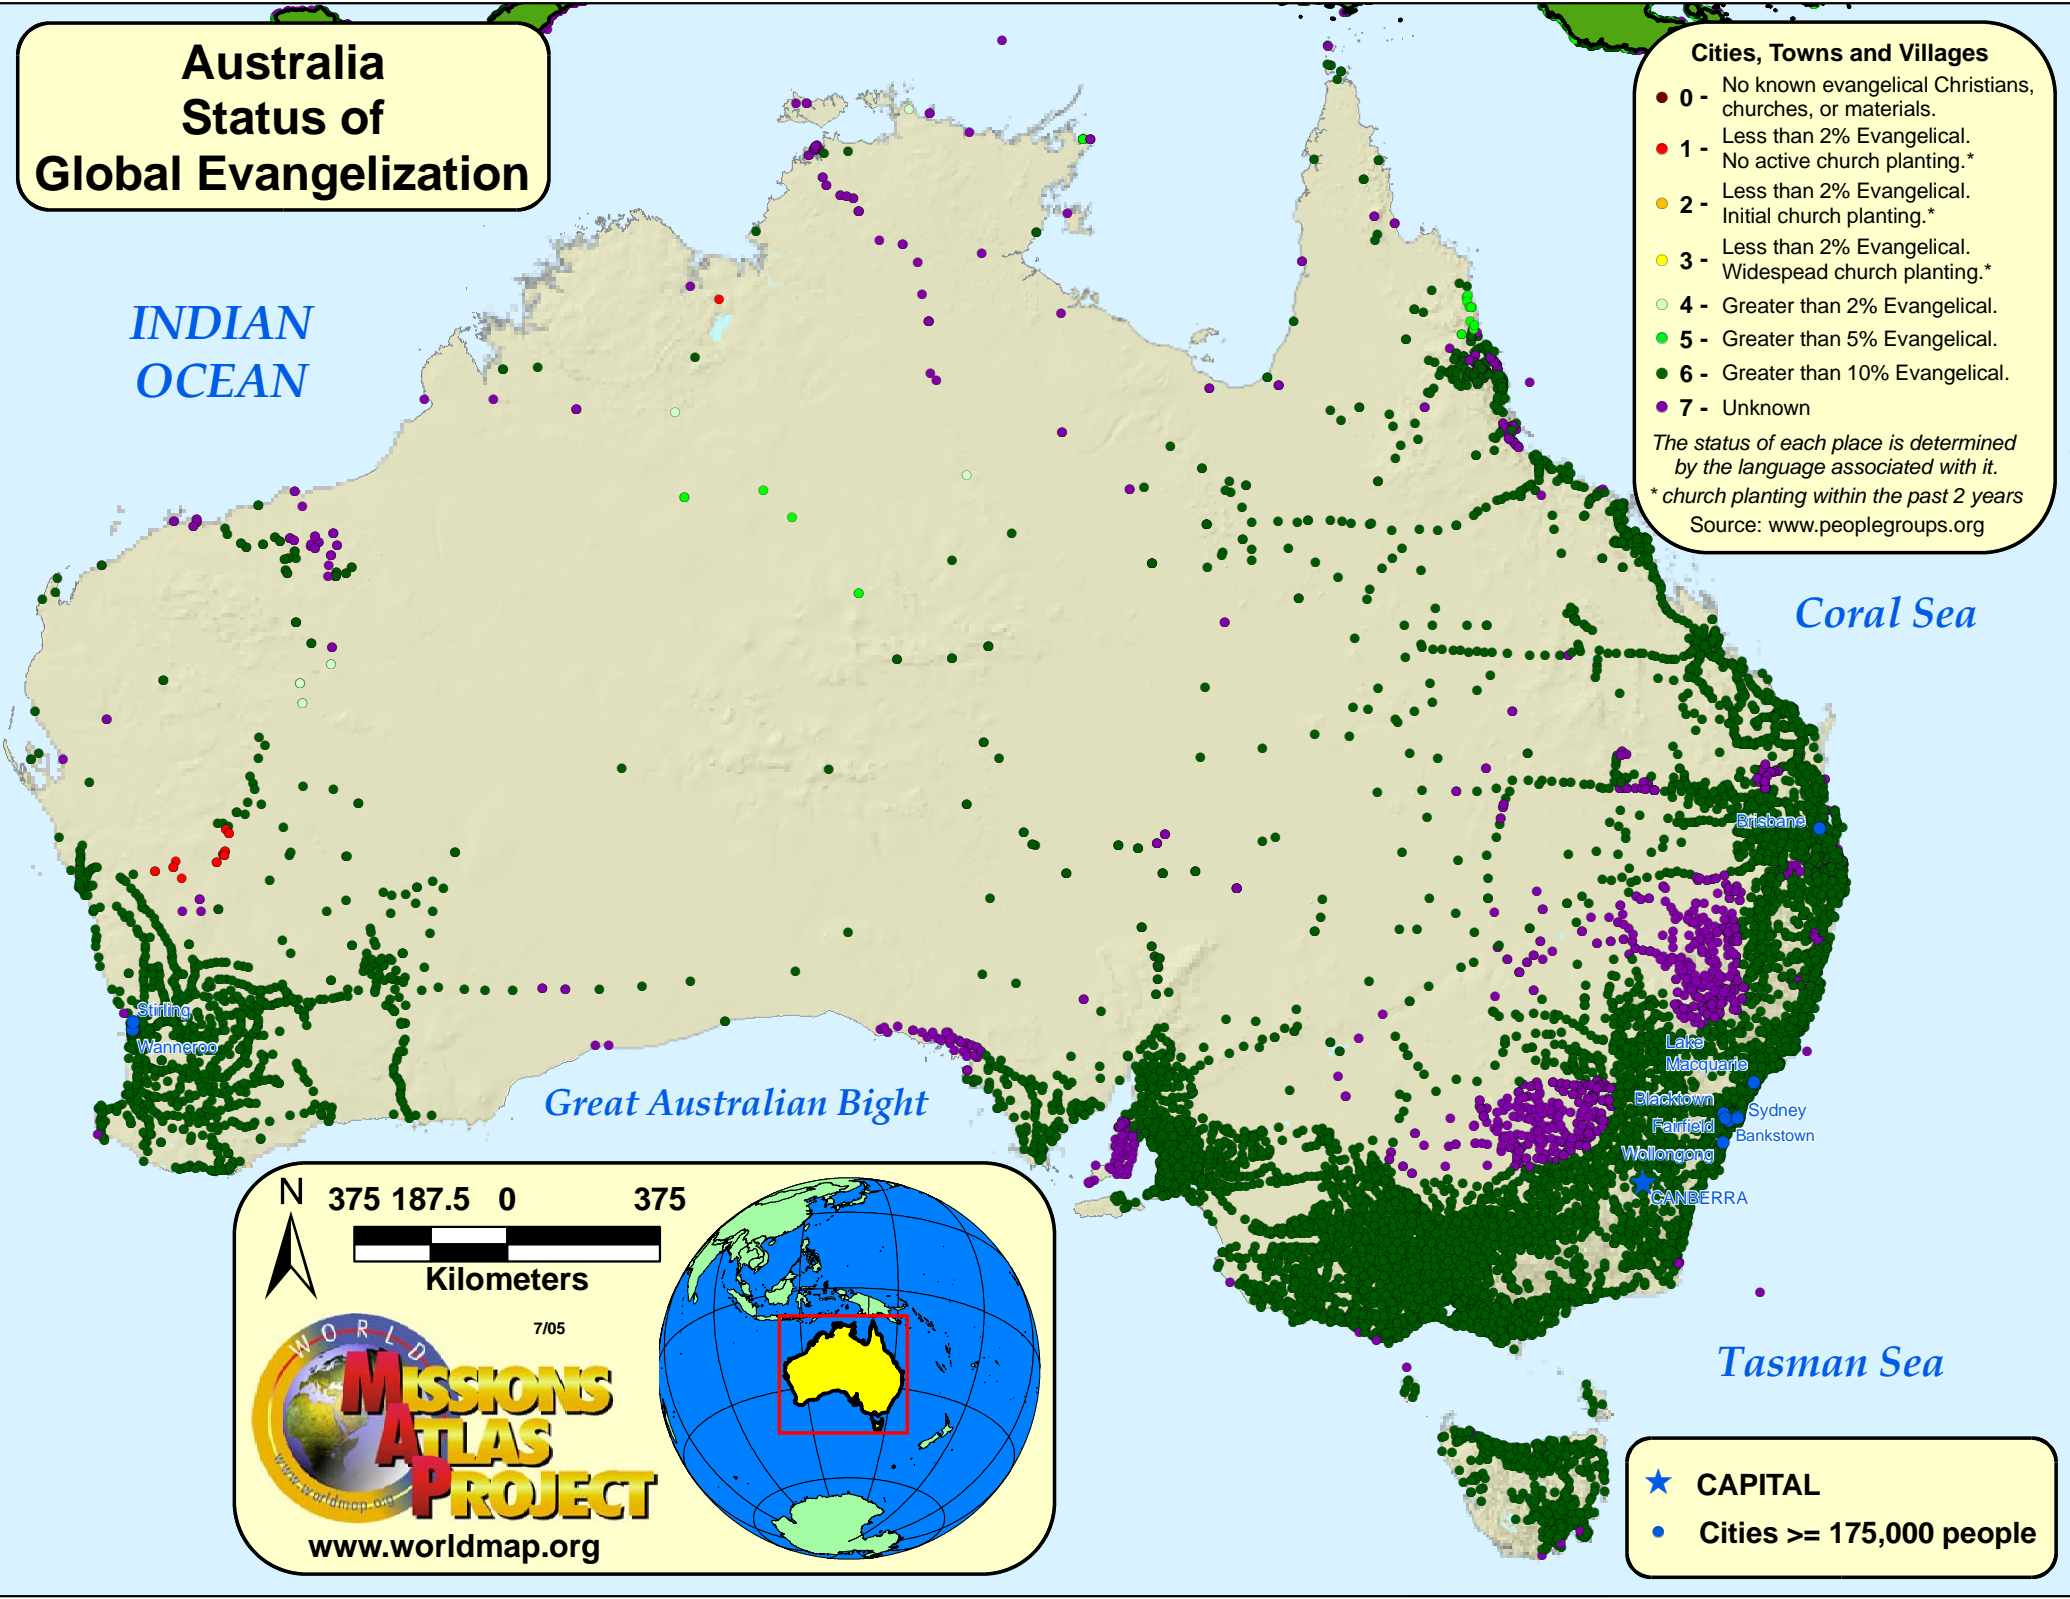 Australia
Status of
Global Evangelization
Cities, Towns and Villages
0 - No known evangelical Christians,
churches, or materials.
1 - Less than 2% Evangelical.
No active church planting.*
2 - Less than 2% Evangelical.
Initial church planting.*
3 - Less than 2% Evangelical.
Widespead church planting.*
4 - Greater than 2% Evangelical.
5 - Greater than 5% Evangelical.
6 - Greater than 10% Evangelical.
7 - Unknown
The status of each place is determined
by the language associated with it.
* church planting within the past 2 years
Source: www.peoplegroups.org
INDIAN
OCEAN
Coral Sea
Brisbane
Stirling
Wanneroo
Lake
Macquarie
Blacktown
Sydney
Fairfield
Bankstown
Wollongong
CANBERRA
Great Australian Bight
Tasman Sea
N
375 187.5 0 375
Kilometers
7/05
WORLD
MISSIONS
ATLAS
PROJECT
www.worldmap.org
www.worldmap.org
CAPITAL
Cities >= 175,000 people